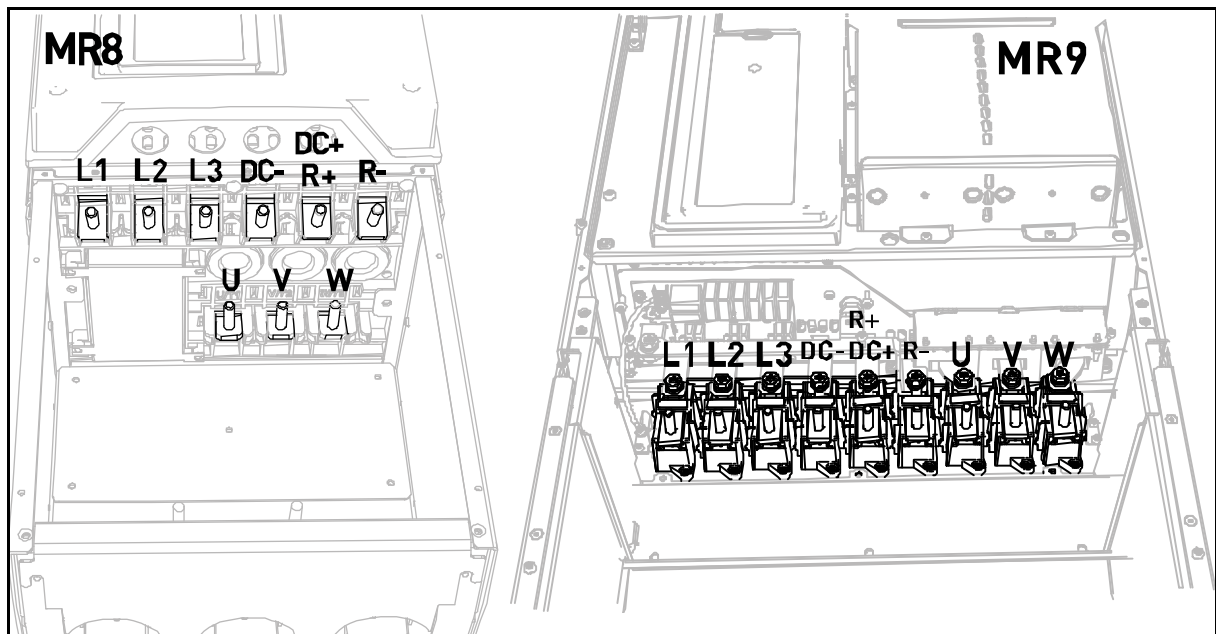 MR8
DC+
L1 L2 L3 DC- R+ R-
U V W
MR9
R+
L1 L2 L3 DC- DC+ R- U V W